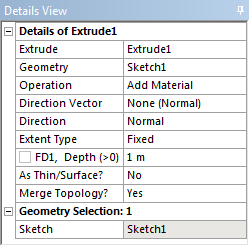 Details View
Details of Extrude1
Extrude Extrude1
Geometry Sketch1
Operation Add Material
Direction Vector None (Normal)
Direction Normal
Extent Type Fixed
FD1, Depth (>0) 1 m
As Thin/Surface? No
Merge Topology? Yes
Geometry Selection: 1
Sketch Sketch1